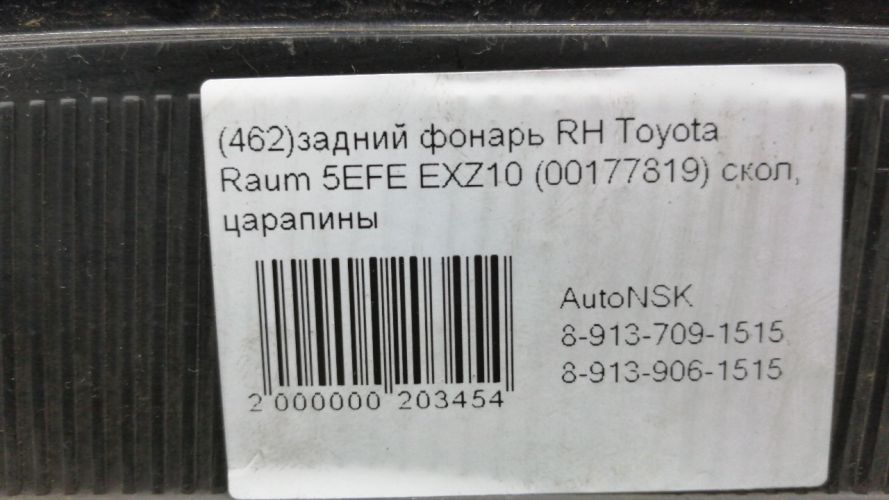 (462)задний фонарь RH Toyota
Raum 5EFE EXZ10 (00177819) скол,
царапины
AutoNSK
8-913-709-1515
8-913-906-1515
2 000000 203454